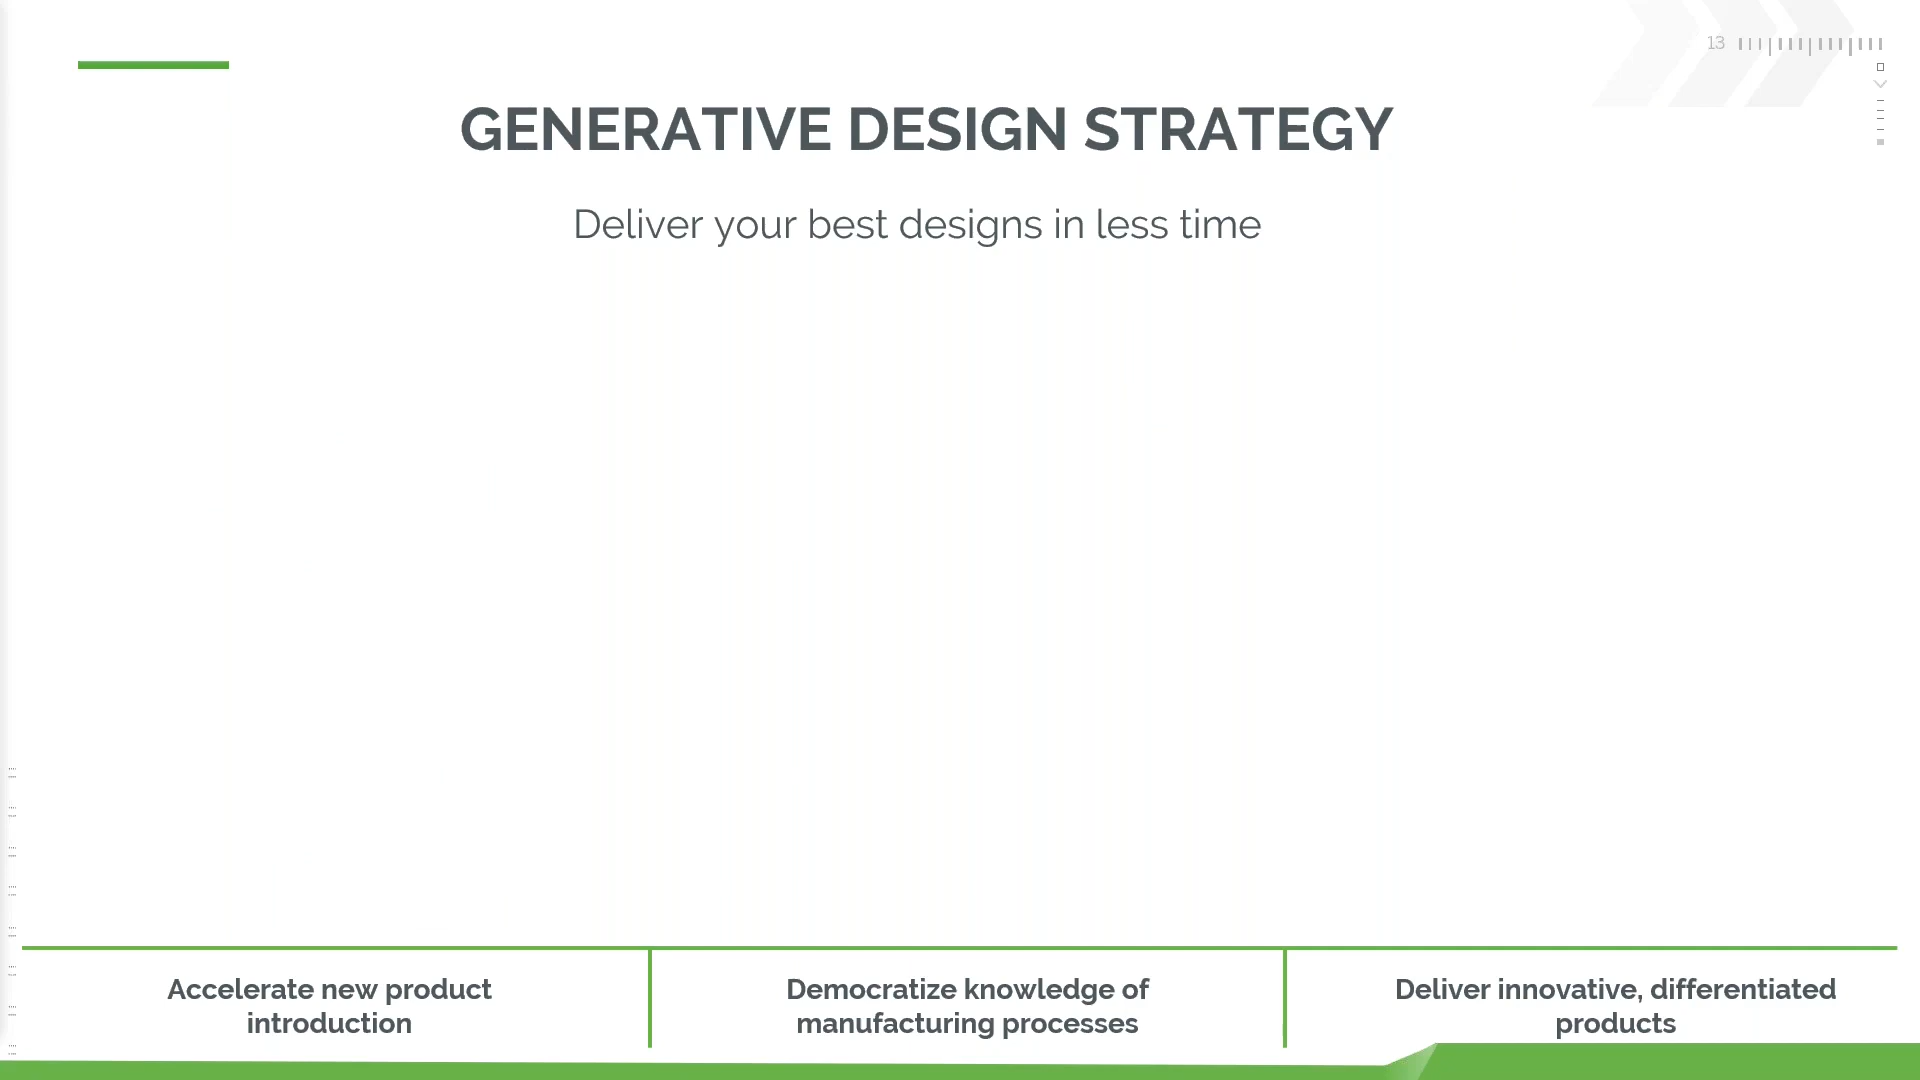 13
GENERATIVE DESIGN STRATEGY
Deliver your best designs in less time
Accelerate new product
introduction
Democratize knowledge of
manufacturing processes
Deliver innovative, differentiated
products